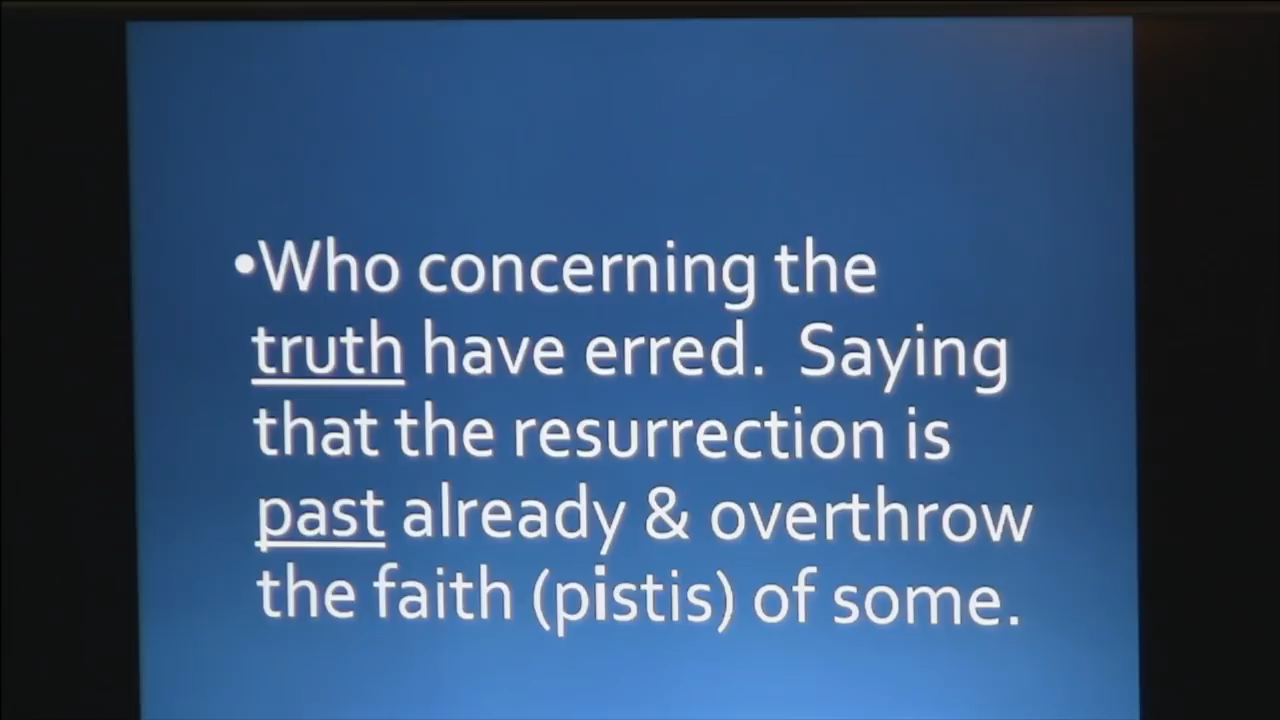 •Who concerning the
truth have erred.  Saying
that the resurrection is
past already & overthrow
the faith (pistis) of some.